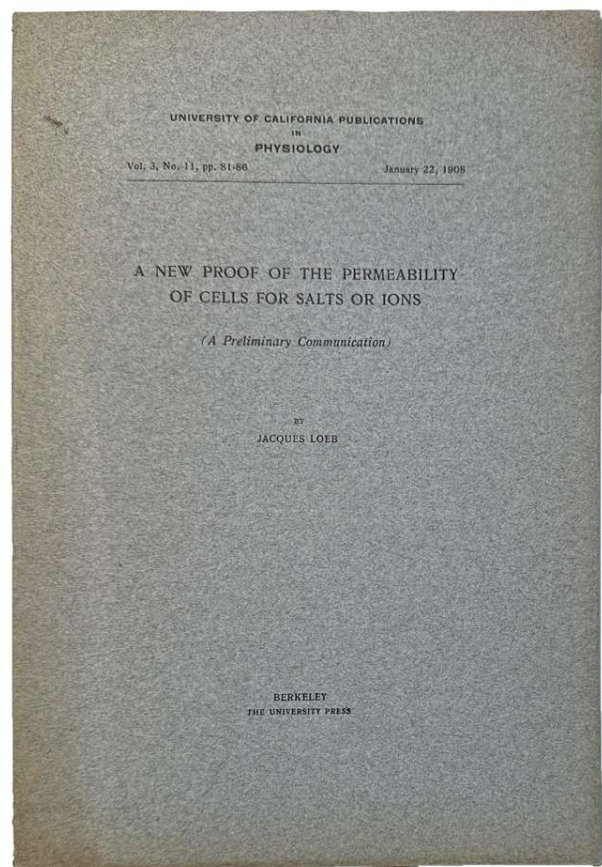 UNIVERSITY OF CALIFORNIA PUBLICATIONS
IN
PHYSIOLOGY
Vol. 3, No. 11, pp. 81-86 January 22, 1908
A NEW PROOF OF THE PERMEABILITY
OF CELLS FOR SALTS OR IONS
(A Preliminary Communication)
BY
JACQUES LOEB
BERKELEY
THE UNIVERSITY PRESS